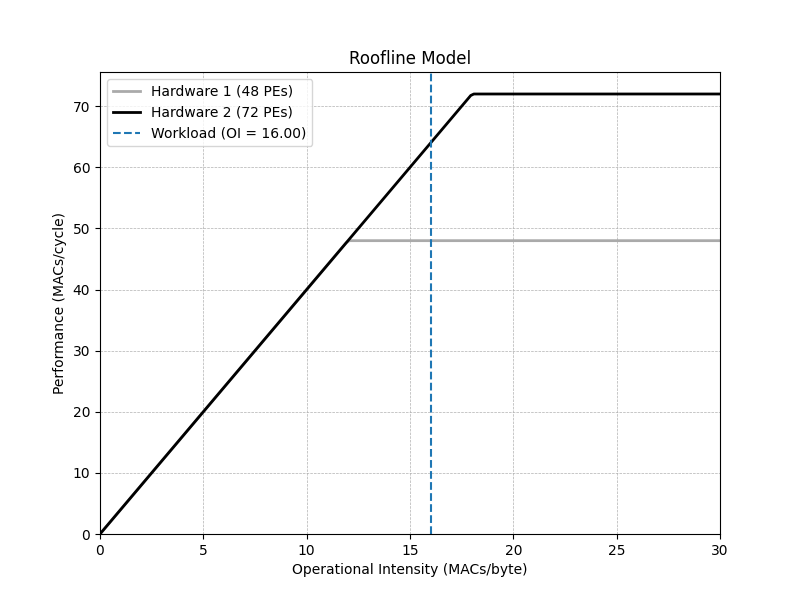 Roofline Model
Hardware 1 (48 PEs)
Hardware 2 (72 PEs)
Workload (OI = 16.00)
Performance (MACs/cycle)
70
60
50
40
30
20
10
0
0 5 10 15 20 25 30
Operational Intensity (MACs/byte)